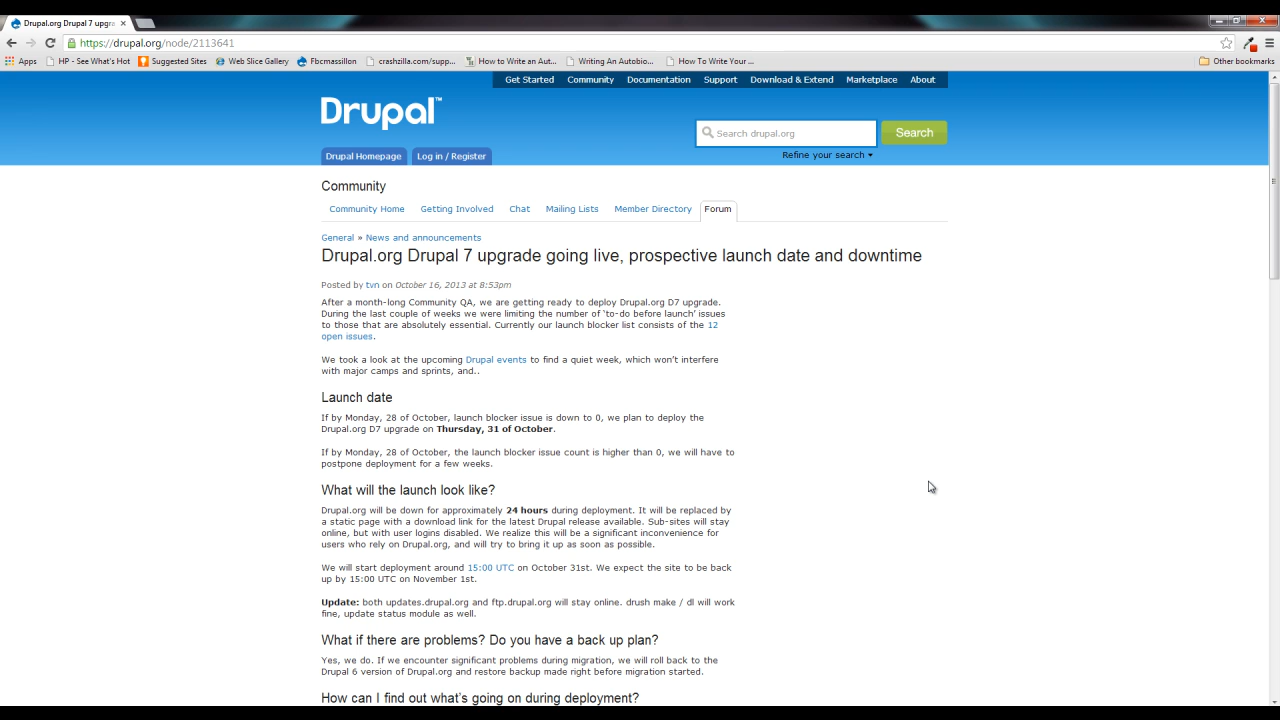 Drupal.org Drupal 7 upgra
https://drupal.org/node/2113641
Apps HP - See What's Hot Suggested Sites Web Slice Gallery Fbcmassillon crashzilla.com/supp... How to Write an Aut... Writing An Autobio... How To Write Your ... Other bookmarks
Get Started Community Documentation Support Download & Extend Marketplace About
Drupal™
Search drupal.org Search
Refine your search
Drupal Homepage Log in / Register
Community
Community Home Getting Involved Chat Mailing Lists Member Directory Forum
General » News and announcements
Drupal.org Drupal 7 upgrade going live, prospective launch date and downtime
Posted by tvn on October 16, 2013 at 8:53pm
After a month-long Community QA, we are getting ready to deploy Drupal.org D7 upgrade.
During the last couple of weeks we were limiting the number of 'to-do before launch' issues
to those that are absolutely essential. Currently our launch blocker list consists of the 12
open issues.
We took a look at the upcoming Drupal events to find a quiet week, which won't interfere
with major camps and sprints, and..
Launch date
If by Monday, 28 of October, launch blocker issue is down to 0, we plan to deploy the
Drupal.org D7 upgrade on Thursday, 31 of October.
If by Monday, 28 of October, the launch blocker issue count is higher than 0, we will have to
postpone deployment for a few weeks.
What will the launch look like?
Drupal.org will be down for approximately 24 hours during deployment. It will be replaced by
a static page with a download link for the latest Drupal release available. Sub-sites will stay
online, but with user logins disabled. We realize this will be a significant inconvenience for
users who rely on Drupal.org, and will try to bring it up as soon as possible.
We will start deployment around 15:00 UTC on October 31st. We expect the site to be back
up by 15:00 UTC on November 1st.
Update: both updates.drupal.org and ftp.drupal.org will stay online. drush make / dl will work
fine, update status module as well.
What if there are problems? Do you have a back up plan?
Yes, we do. If we encounter significant problems during migration, we will roll back to the
Drupal 6 version of Drupal.org and restore backup made right before migration started.
How can I find out what's going on during deployment?